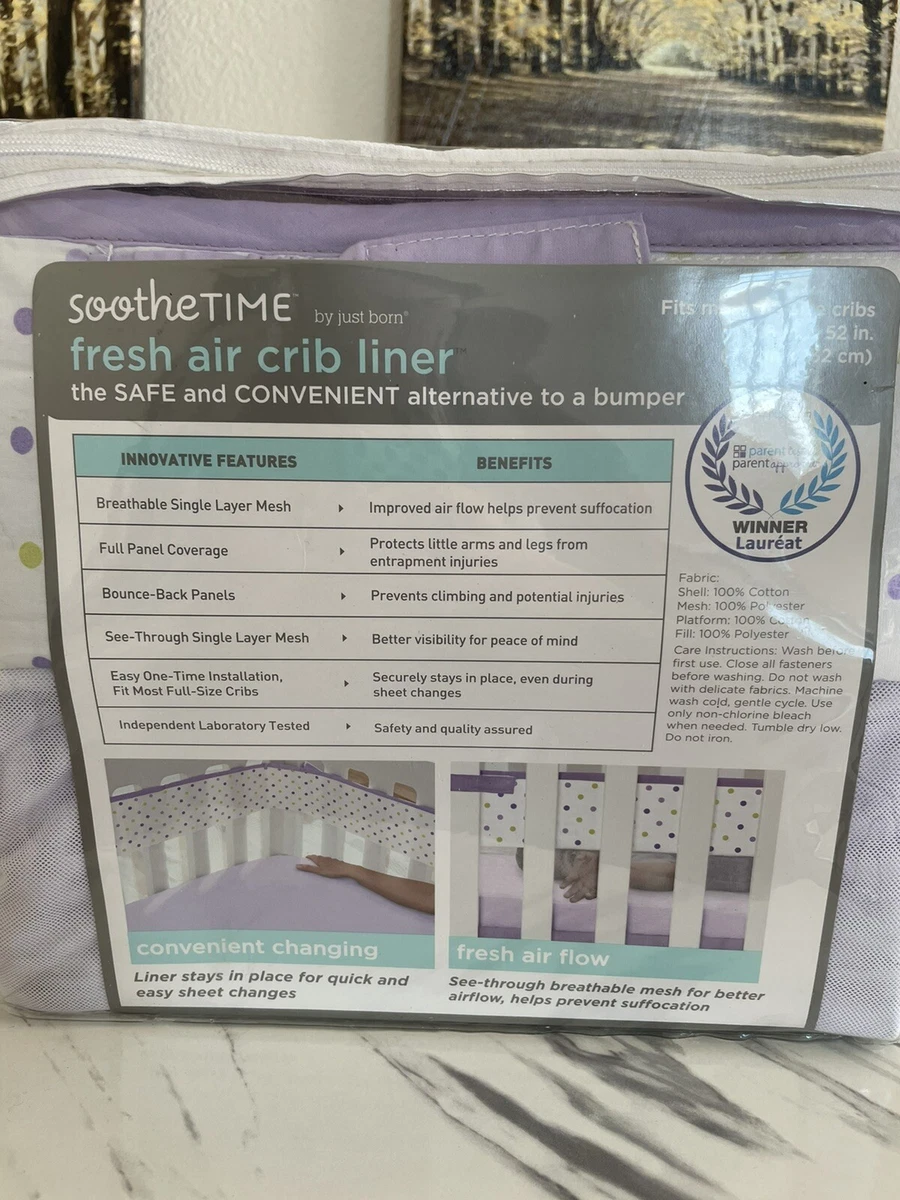 sootheTIME™ by just born®
fresh air crib liner™
the SAFE and CONVENIENT alternative to a bumper
Fits cribs
52 in.
cm)
INNOVATIVE FEATURES BENEFITS
Breathable Single Layer Mesh Improved air flow helps prevent suffocation
Full Panel Coverage Protects little arms and legs from
entrapment injuries
Bounce-Back Panels Prevents climbing and potential injuries
See-Through Single Layer Mesh Better visibility for peace of mind
Easy One-Time Installation, Securely stays in place, even during
Fit Most Full-Size Cribs sheet changes
Independent Laboratory Tested Safety and quality assured
parent
parent
WINNER
Lauréat
Fabric:
Shell: 100% Cotton
Mesh: 100% Polyester
Platform: 100%
Fill: 100% Polyester
Care Instructions: Wash before
first use. Close all fasteners
before washing. Do not wash
with delicate fabrics. Machine
wash cold, gentle cycle. Use
only non-chlorine bleach
when needed. Tumble dry low.
Do not iron.
convenient changing
Liner stays in place for quick and
easy sheet changes
fresh air flow
See-through breathable mesh for better
airflow, helps prevent suffocation